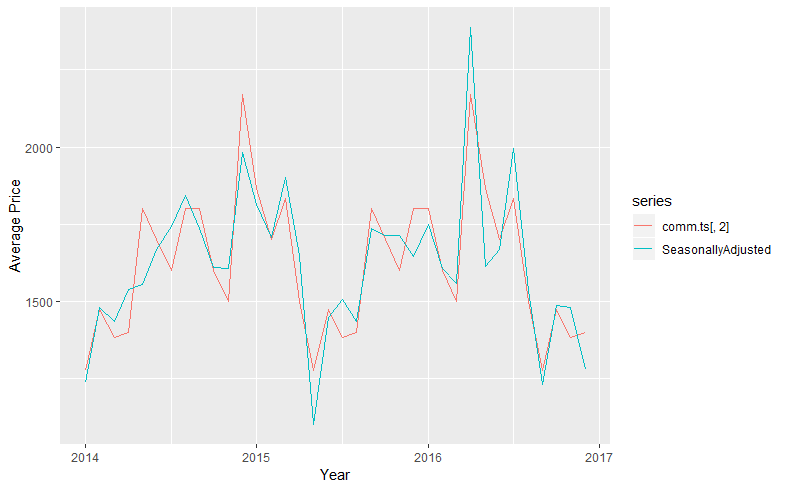 2000
1500
Average Price
2014
2015
2016
2017
Year
series
comm.ts[, 2]
SeasonallyAdjusted